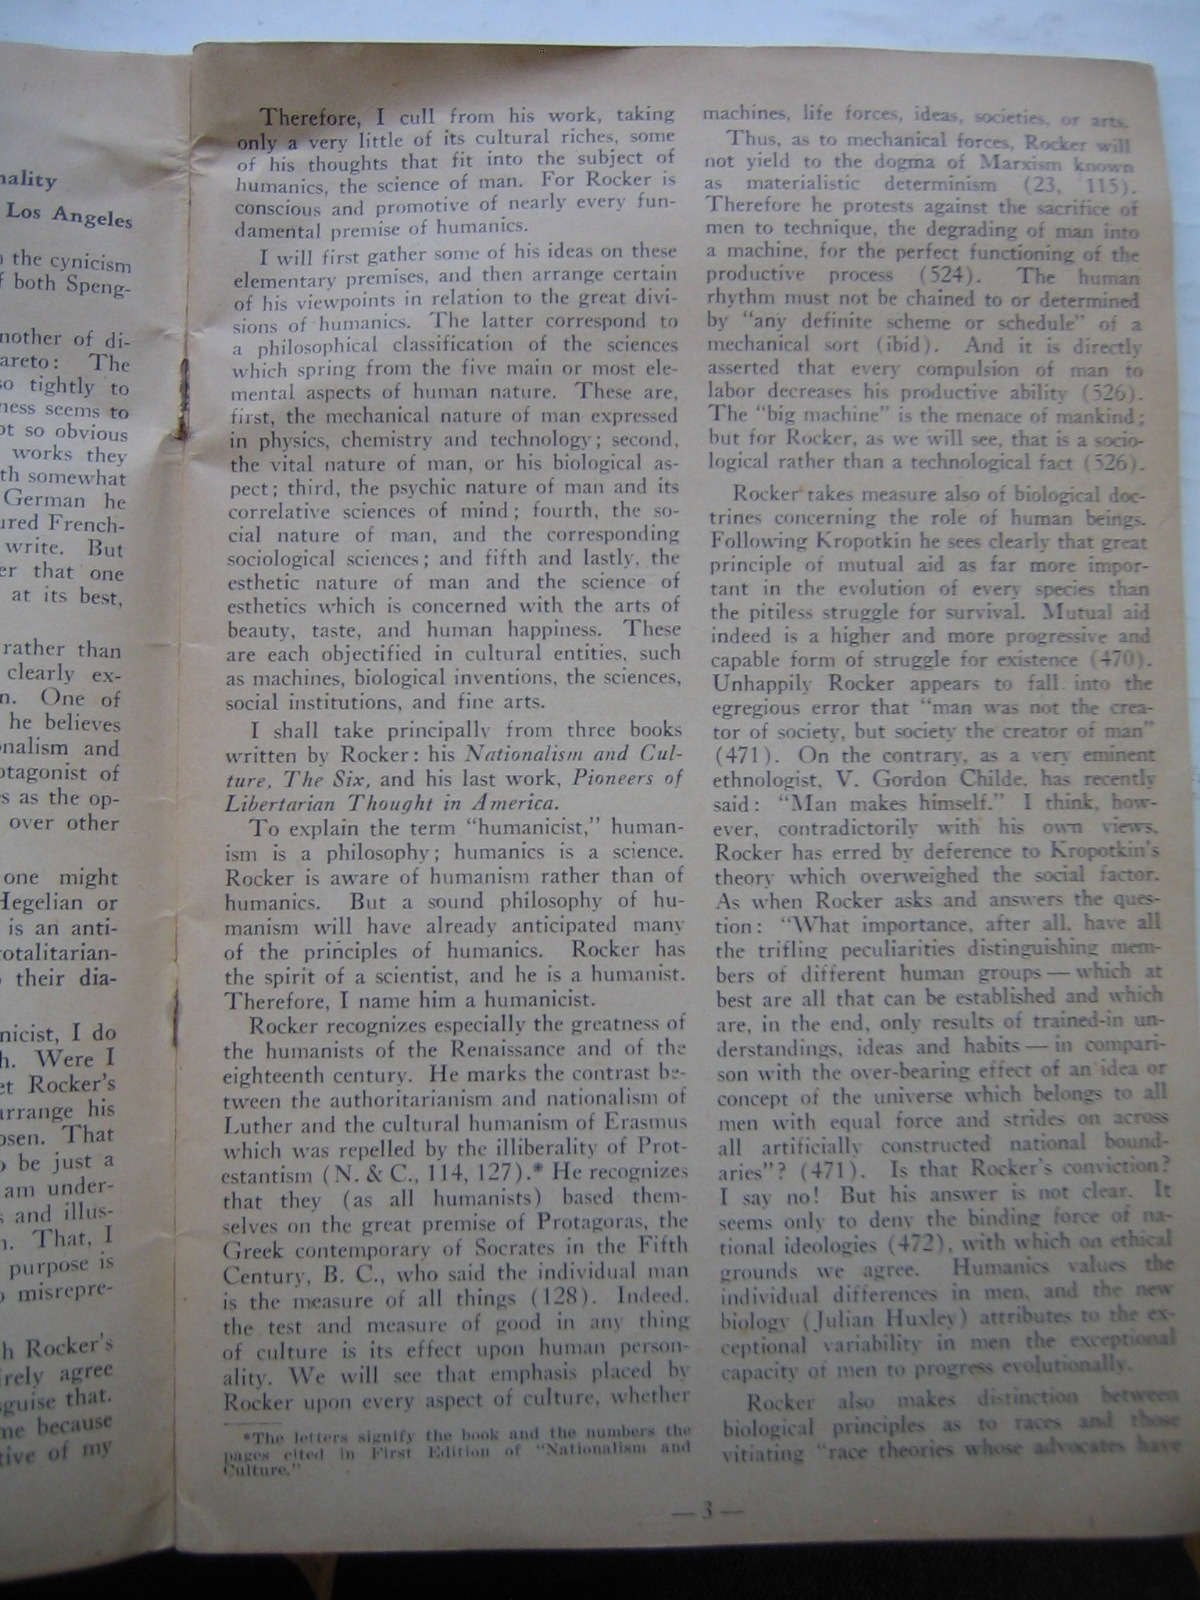 nality
Los Angeles
the cynicism
f both Speng-
nother of di-
areto: The
so tightly to
ness seems to
ot so obvious
works they
th somewhat
German he
ured French-
write. But
er that one
at its best,
rather than
clearly ex-
n. One of
he believes
onalism and
otagonist of
s as the op-
over other
one might
Hegelian or
is an anti-
totalitarian-
their dia-
nicist, I do
h. Were I
et Rocker's
arrange his
osen. That
be just a
am under-
s and illus-
n. That, I
purpose is
misrepre-
h Rocker's
irely agree
sguise that.
me because
tive of my
Therefore, I cull from his work, taking
only a very little of its cultural riches, some
of his thoughts that fit into the subject of
humanics, the science of man. For Rocker is
conscious and promotive of nearly every fun-
damental premise of humanics.
I will first gather some of his ideas on these
elementary premises, and then arrange certain
of his viewpoints in relation to the great divi-
sions of humanics. The latter correspond to
a philosophical classification of the sciences
which spring from the five main or most ele-
mental aspects of human nature. These are,
first, the mechanical nature of man expressed
in physics, chemistry and technology; second,
the vital nature of man, or his biological as-
pect; third, the psychic nature of man and its
correlative sciences of mind; fourth, the so-
cial nature of man, and the corresponding
sociological sciences; and fifth and lastly, the
esthetic nature of man and the science of
esthetics which is concerned with the arts of
beauty, taste, and human happiness. These
are each objectified in cultural entities, such
as machines, biological inventions, the sciences,
social institutions, and fine arts.
I shall take principally from three books
written by Rocker: his Nationalism and Cul-
ture, The Six, and his last work, Pioneers of
Libertarian Thought in America.
To explain the term "humanicist," human-
ism is a philosophy; humanics is a science.
Rocker is aware of humanism rather than of
humanics. But a sound philosophy of hu-
manism will have already anticipated many
of the principles of humanics. Rocker has
the spirit of a scientist, and he is a humanist.
Therefore, I name him a humanicist.
Rocker recognizes especially the greatness of
the humanists of the Renaissance and of the
eighteenth century. He marks the contrast be-
tween the authoritarianism and nationalism of
Luther and the cultural humanism of Erasmus
which was repelled by the illiberality of Prot-
estantism (N. & C., 114, 127).* He recognizes
that they (as all humanists) based them-
selves on the great premise of Protagoras, the
Greek contemporary of Socrates in the Fifth
Century, B. C., who said the individual man
is the measure of all things (128). Indeed,
the test and measure of good in any thing
of culture is its effect upon human person-
ality. We will see that emphasis placed by
Rocker upon every aspect of culture, whether
*The letters signify the book and the numbers the
pages cited in First Edition of "Nationalism and
Culture."
machines, life forces, ideas, societies, or arts.
Thus, as to mechanical forces, Rocker will
not yield to the dogma of Marxism known
as materialistic determinism (23, 115).
Therefore he protests against the sacrifice of
men to technique, the degrading of man into
a machine, for the perfect functioning of the
productive process (524). The human
rhythm must not be chained to or determined
by "any definite scheme or schedule" of a
mechanical sort (ibid). And it is directly
asserted that every compulsion of man to
labor decreases his productive ability (526).
The "big machine" is the menace of mankind;
but for Rocker, as we will see, that is a socio-
logical rather than a technological fact (526).
Rocker takes measure also of biological doc-
trines concerning the role of human beings.
Following Kropotkin he sees clearly that great
principle of mutual aid as far more impor-
tant in the evolution of every species than
the pitiless struggle for survival. Mutual aid
indeed is a higher and more progressive and
capable form of struggle for existence (470).
Unhappily Rocker appears to fall into the
egregious error that "man was not the crea-
tor of society, but society the creator of man"
(471). On the contrary, as a very eminent
ethnologist, V. Gordon Childe, has recently
said: "Man makes himself." I think, how-
ever, contradictorily with his own views,
Rocker has erred by deference to Kropotkin's
theory which overweighed the social factor.
As when Rocker asks and answers the ques-
tion: "What importance, after all, have all
the trifling peculiarities distinguishing mem-
bers of different human groups — which at
best are all that can be established and which
are, in the end, only results of trained-in un-
derstandings, ideas and habits — in compari-
son with the over-bearing effect of an idea or
concept of the universe which belongs to all
men with equal force and strides on across
all artificially constructed national bound-
aries"? (471). Is that Rocker's conviction?
I say no! But his answer is not clear. It
seems only to deny the binding force of na-
tional ideologies (472), with which on ethical
grounds we agree. Humanics values the
individual differences in men, and the new
biology (Julian Huxley) attributes to the ex-
ceptional variability in men the exceptional
capacity of men to progress evolutionally.
Rocker also makes distinction between
biological principles as to races and those
vitiating "race theories whose advocates have
— 3 —